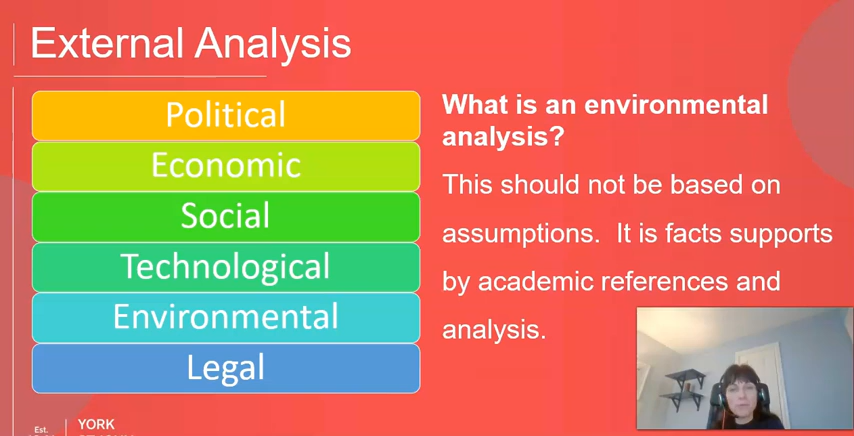 External Analysis
Political
Economic
Social
Technological
Environmental
Legal
What is an environmental
analysis?
This should not be based on
assumptions.  It is facts supports
by academic references and
analysis.
Est.
YORK